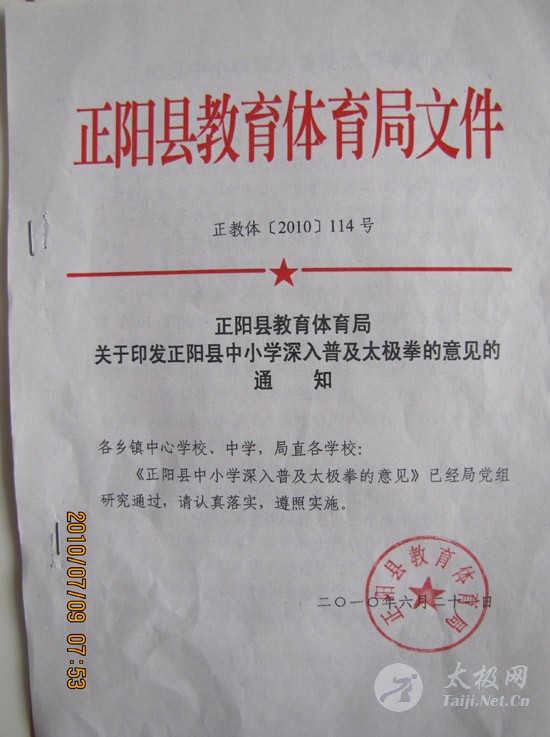 正阳县教育体育局文件
正教体〔2010〕114号
正阳县教育体育局
关于印发正阳县中小学深入普及太极拳的意见的
通 知
各乡镇中心学校、中学，局直各学校：
《正阳县中小学深入普及太极拳的意见》已经局党组
研究通过，请认真落实，遵照实施。
二〇一〇年六月二十 日
正阳县教育体育局
2010/07/09 07:53
太极网
Taiji.Net.Cn